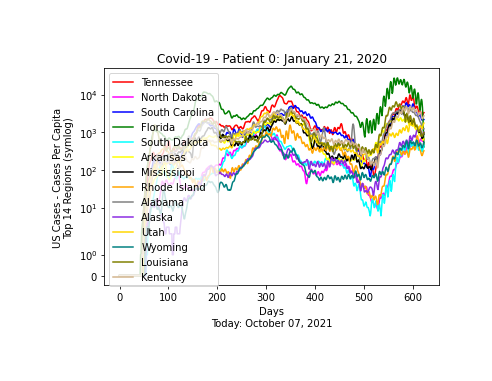 Covid-19 - Patient 0: January 21, 2020
US Cases - Cases Per Capita
Top 14 Regions (symlog)
10⁴
10³
10²
10¹
10⁰
0
Tennessee
North Dakota
South Carolina
Florida
South Dakota
Arkansas
Mississippi
Rhode Island
Alabama
Alaska
Utah
Wyoming
Louisiana
Kentucky
0 100 200 300 400 500 600
Days
Today: October 07, 2021